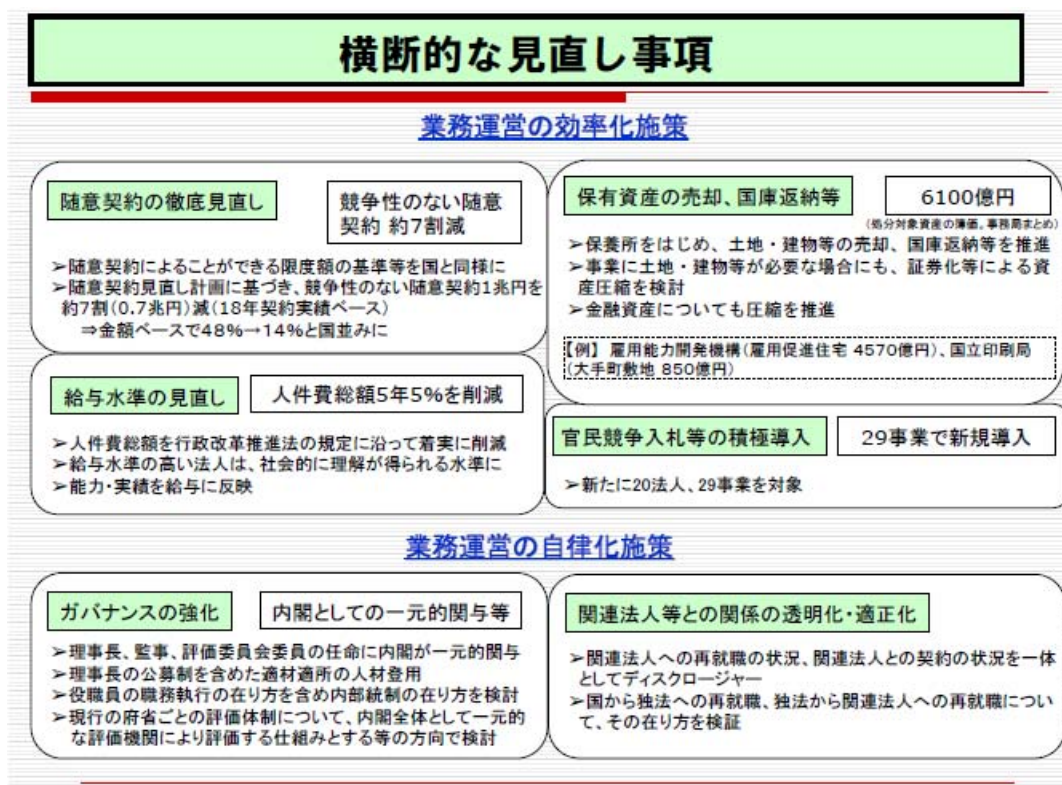 横断的な見直し事項
業務運営の効率化施策
随意契約の徹底見直し
競争性のない随意
契約 約7割減
➢随意契約によることができる限度額の基準等を国と同様に
➢随意契約見直し計画に基づき、競争性のない随意契約1兆円を
約7割(0.7兆円)減(18年契約実績ベース)
⇒金額ベースで48%→14%と国並みに
給与水準の見直し
人件費総額5年5%を削減
➢人件費総額を行政改革推進法の規定に沿って着実に削減
➢給与水準の高い法人は、社会的に理解が得られる水準に
➢能力・実績を給与に反映
保有資産の売却、国庫返納等
6100億円
(処分対象資産の簿価。事務局まとめ)
➢保養所をはじめ、土地・建物等の売却、国庫返納等を推進
➢事業に土地・建物等が必要な場合にも、証券化等による資
産圧縮を検討
➢金融資産についても圧縮を推進
【例】 雇用能力開発機構(雇用促進住宅 4570億円)、国立印刷局
(大手町敷地 850億円)
官民競争入札等の積極導入
29事業で新規導入
➢新たに20法人、29事業を対象
業務運営の自律化施策
ガバナンスの強化
内閣としての一元的関与等
➢理事長、監事、評価委員会委員の任命に内閣が一元的関与
➢理事長の公募制を含めた適材適所の人材登用
➢役職員の職務執行の在り方を含め内部統制の在り方を検討
➢現行の府省ごとの評価体制について、内閣全体として一元的
な評価機関により評価する仕組みとする等の方向で検討
関連法人等との関係の透明化・適正化
➢関連法人への再就職の状況、関連法人との契約の状況を一体
としてディスクロージャー
➢国から独法への再就職、独法から関連法人への再就職につい
て、その在り方を検証